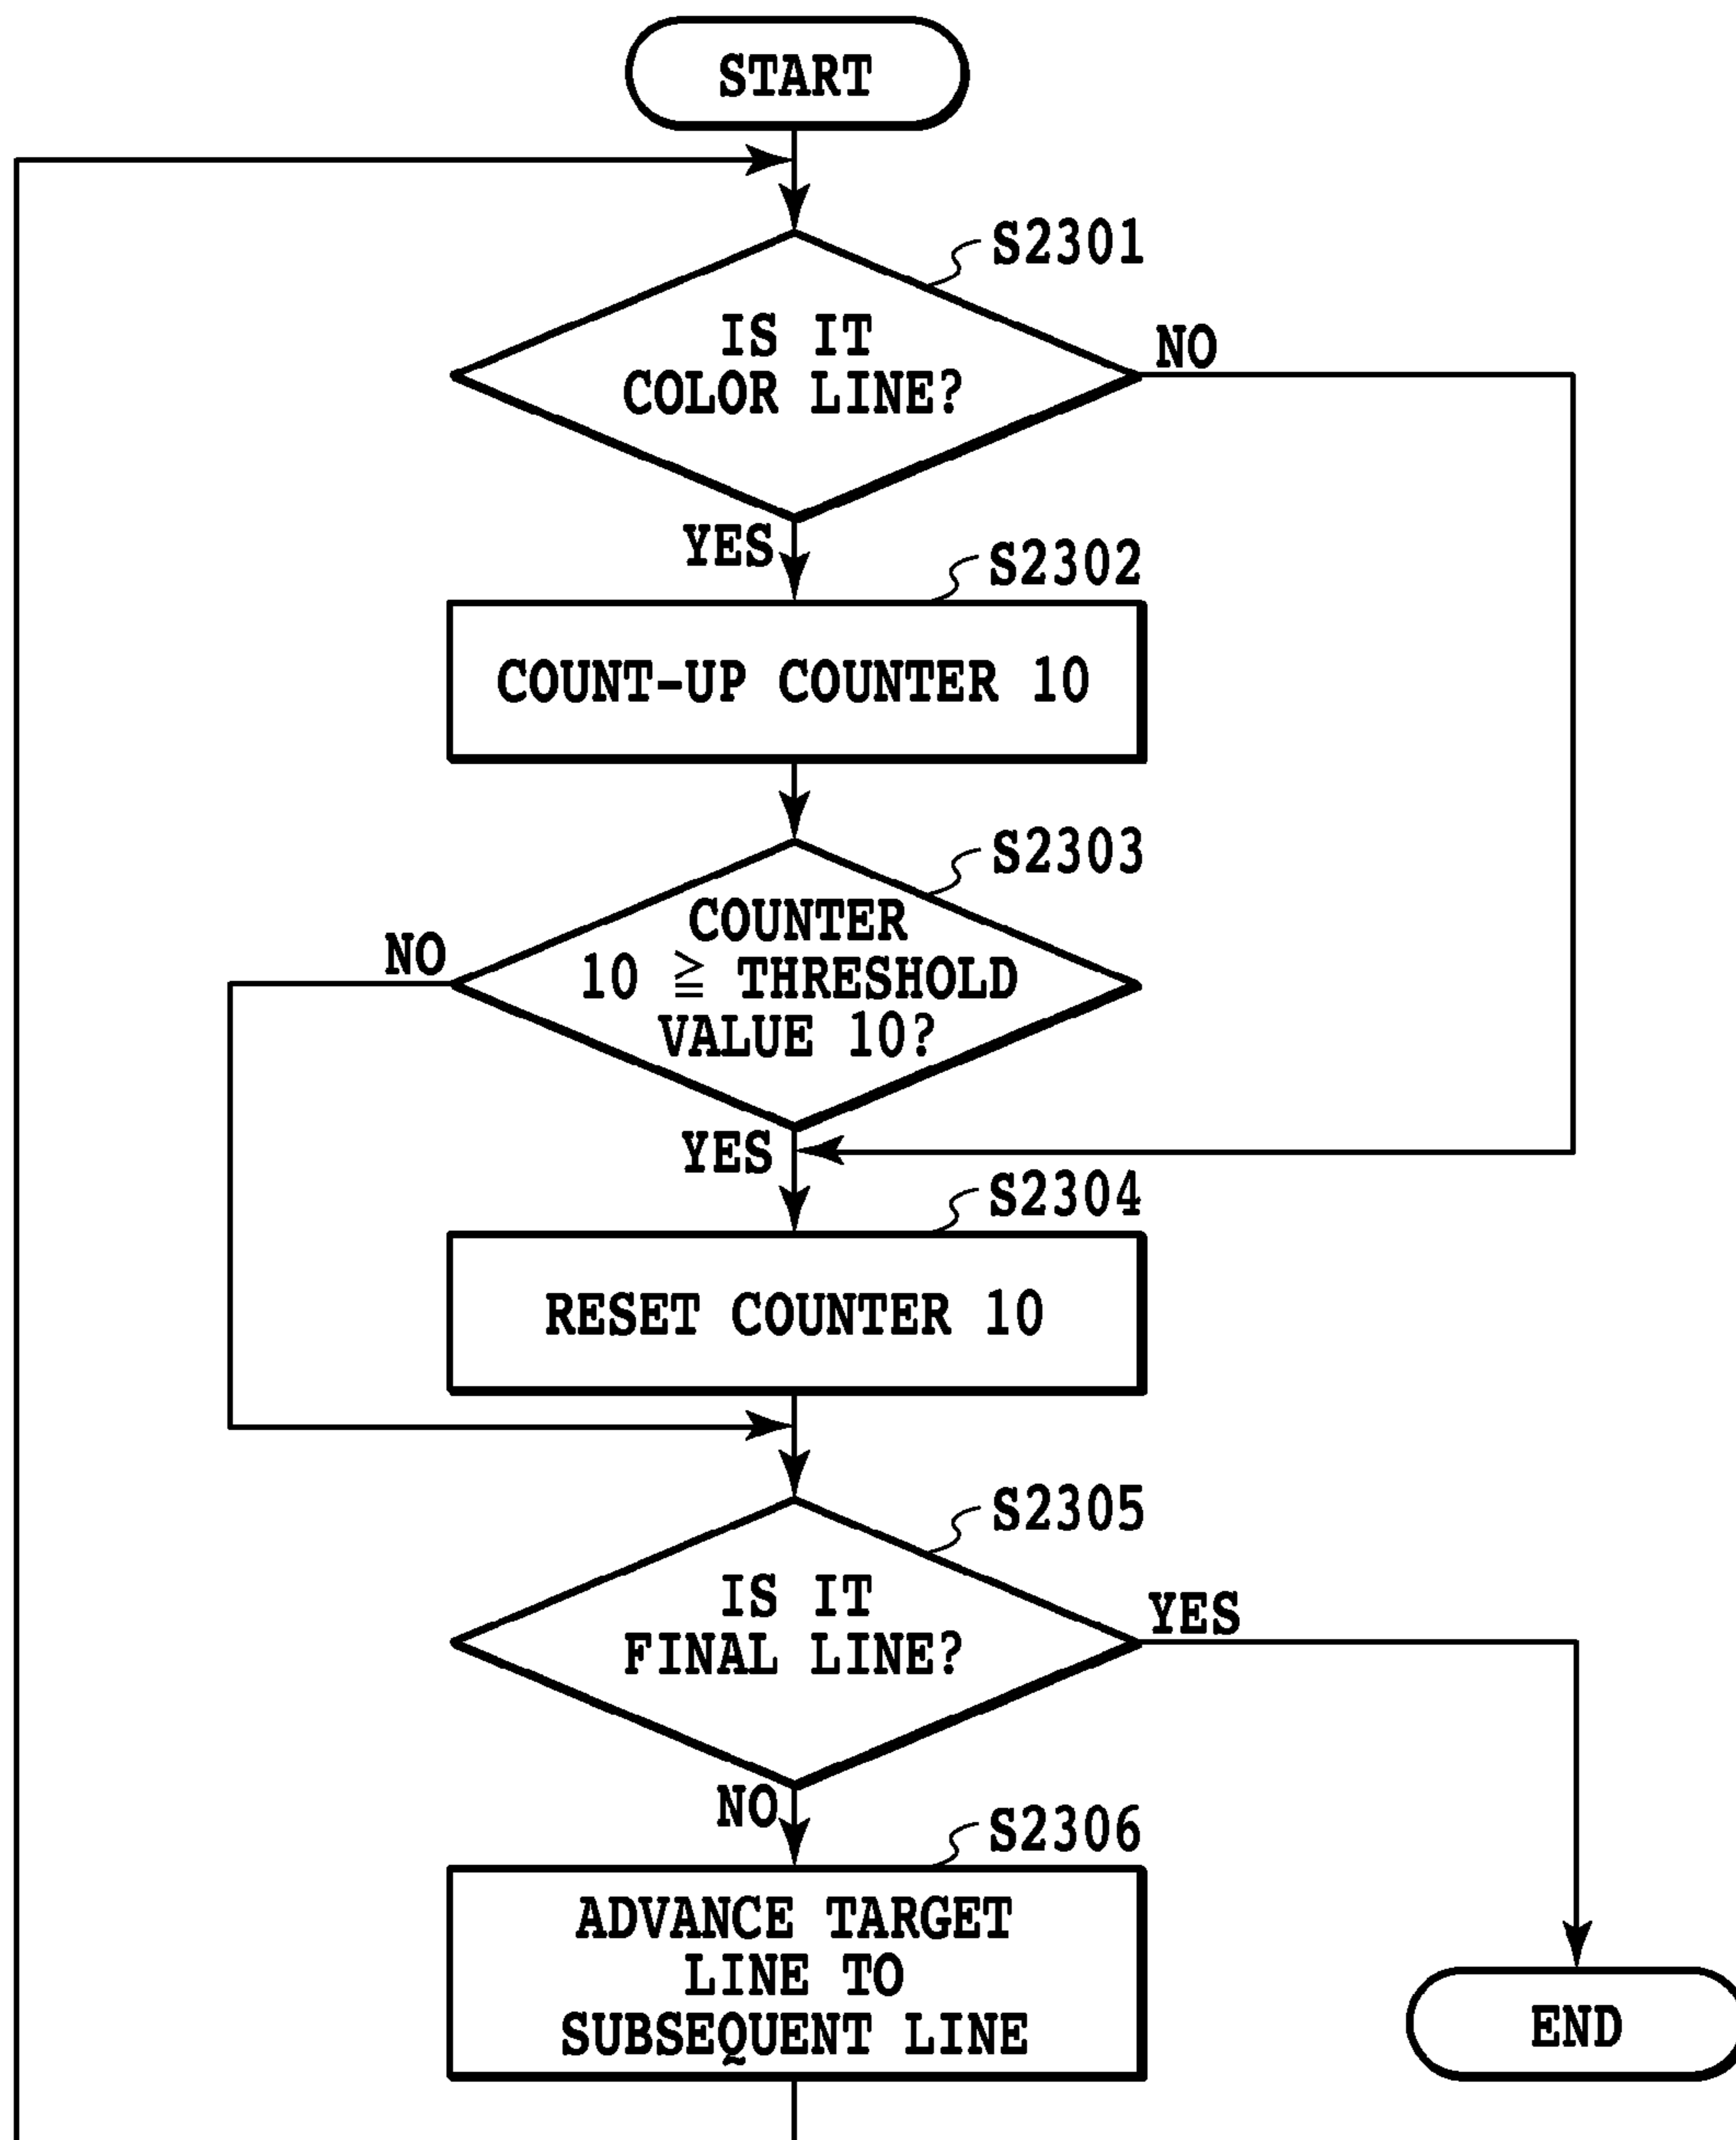 START
S2301
IS IT
COLOR LINE?
NO
YES
S2302
COUNT-UP COUNTER 10
S2303
COUNTER
10 ≧ THRESHOLD
VALUE 10?
NO
YES
S2304
RESET COUNTER 10
S2305
IS IT
FINAL LINE?
YES
NO
S2306
ADVANCE TARGET
LINE TO
SUBSEQUENT LINE
END